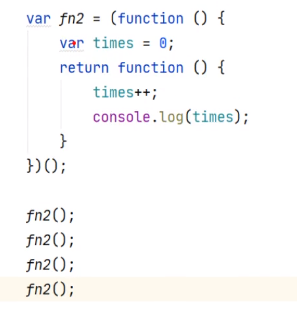 var fn2 = (function () {
    var times = 0;
    return function () {
        times++;
        console.log(times);
    }
})();

fn2();
fn2();
fn2();
fn2();